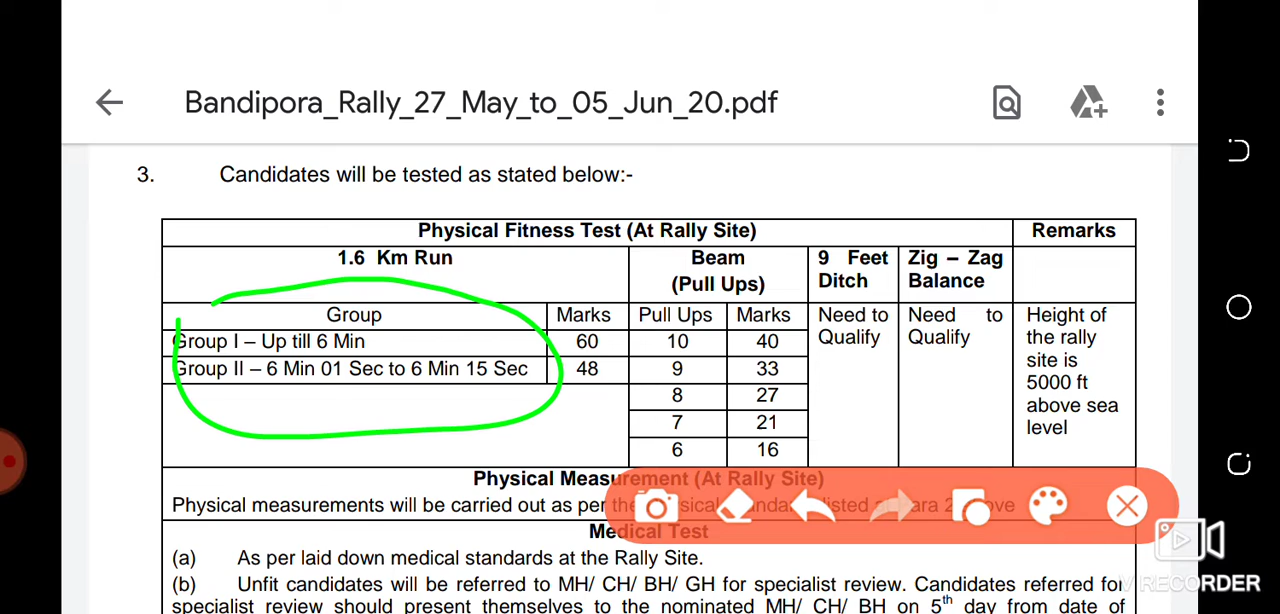 Bandipora_Rally_27_May_to_05_Jun_20.pdf
3. Candidates will be tested as stated below:-
Physical Fitness Test (At Rally Site) Remarks
1.6 Km Run Beam (Pull Ups) 9 Feet Ditch Zig – Zag Balance
Group Marks Pull Ups Marks Need to Qualify Need to Qualify Height of the rally site is 5000 ft above sea level
Group I – Up till 6 Min 60 10 40
Group II – 6 Min 01 Sec to 6 Min 15 Sec 48 9 33
8 27
7 21
6 16
Physical Measurement (At Rally Site)
Physical measurements will be carried out as per
Medical Test
(a) As per laid down medical standards at the Rally Site.
(b) Unfit candidates will be referred to MH/ CH/ BH/ GH for specialist review. Candidates referred for
specialist review should present themselves to the nominated MH/ CH/ BH on 5th day from date of
V RECORDER